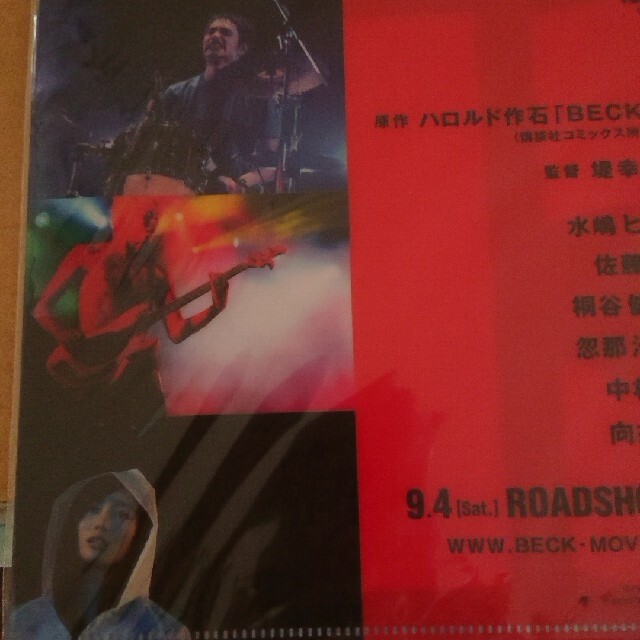 原作 ハロルド作石「BECK
(講談社コミックス
監督 堤幸
水嶋ヒ
佐藤
桐谷健
忽那汐
中村
向井
9.4[Sat.] ROADSHO
WWW.BECK-MOV